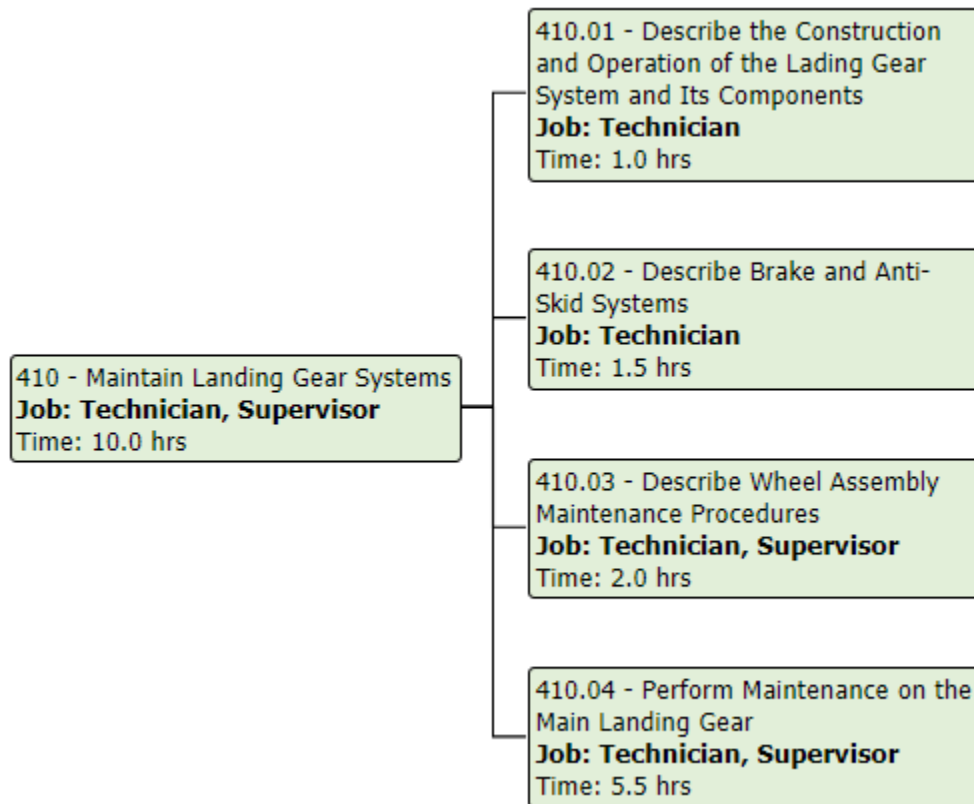 410.01 - Describe the Construction
and Operation of the Lading Gear
System and Its Components
Job: Technician
Time: 1.0 hrs
410.02 - Describe Brake and Anti-
Skid Systems
Job: Technician
Time: 1.5 hrs
410 - Maintain Landing Gear Systems
Job: Technician, Supervisor
Time: 10.0 hrs
410.03 - Describe Wheel Assembly
Maintenance Procedures
Job: Technician, Supervisor
Time: 2.0 hrs
410.04 - Perform Maintenance on the
Main Landing Gear
Job: Technician, Supervisor
Time: 5.5 hrs